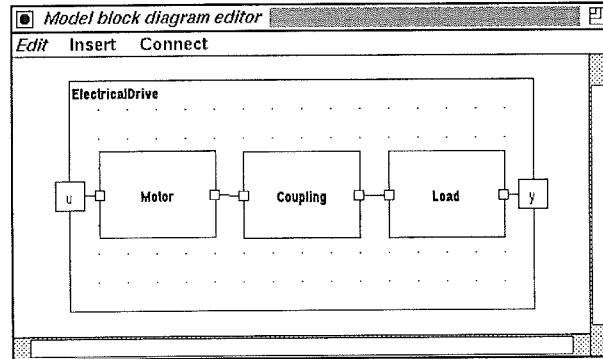 Model block diagram editor
Edit Insert Connect
ElectricalDrive
u Motor Coupling Load y